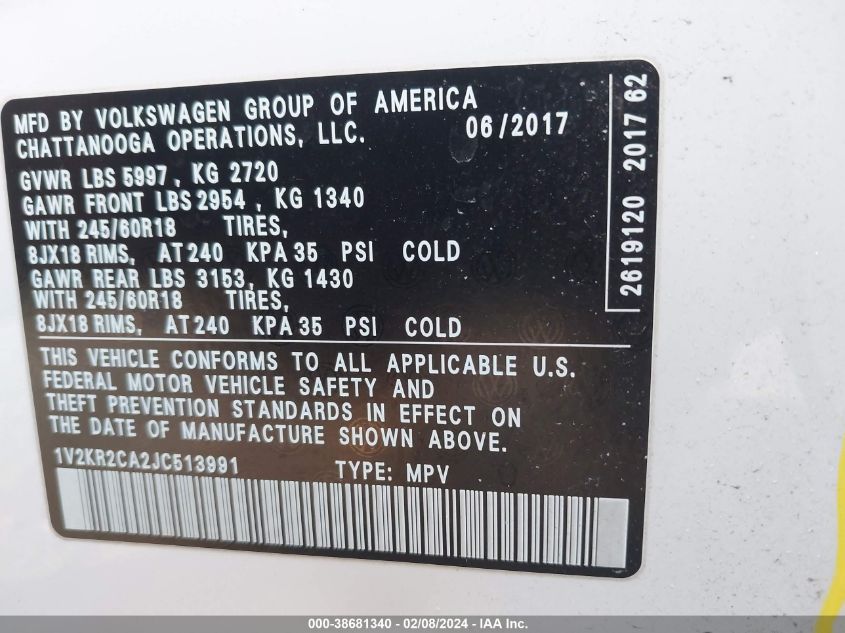 MFD BY VOLKSWAGEN GROUP OF AMERICA
CHATTANOOGA OPERATIONS, LLC. 06/2017
GVWR LBS 5997, KG 2720
GAWR FRONT LBS 2954, KG 1340
WITH 245/60R18 TIRES,
8JX18 RIMS, AT 240 KPA 35 PSI COLD
GAWR REAR LBS 3153, KG 1430
WITH 245/60R18 TIRES,
8JX18 RIMS, AT 240 KPA 35 PSI COLD
THIS VEHICLE CONFORMS TO ALL APPLICABLE U.S.
FEDERAL MOTOR VEHICLE SAFETY AND
THEFT PREVENTION STANDARDS IN EFFECT ON
THE DATE OF MANUFACTURE SHOWN ABOVE.
1V2KR2CA2JC513991 TYPE: MPV
2619120 2017 62
000-38681340 - 02/08/2024 - IAA Inc.